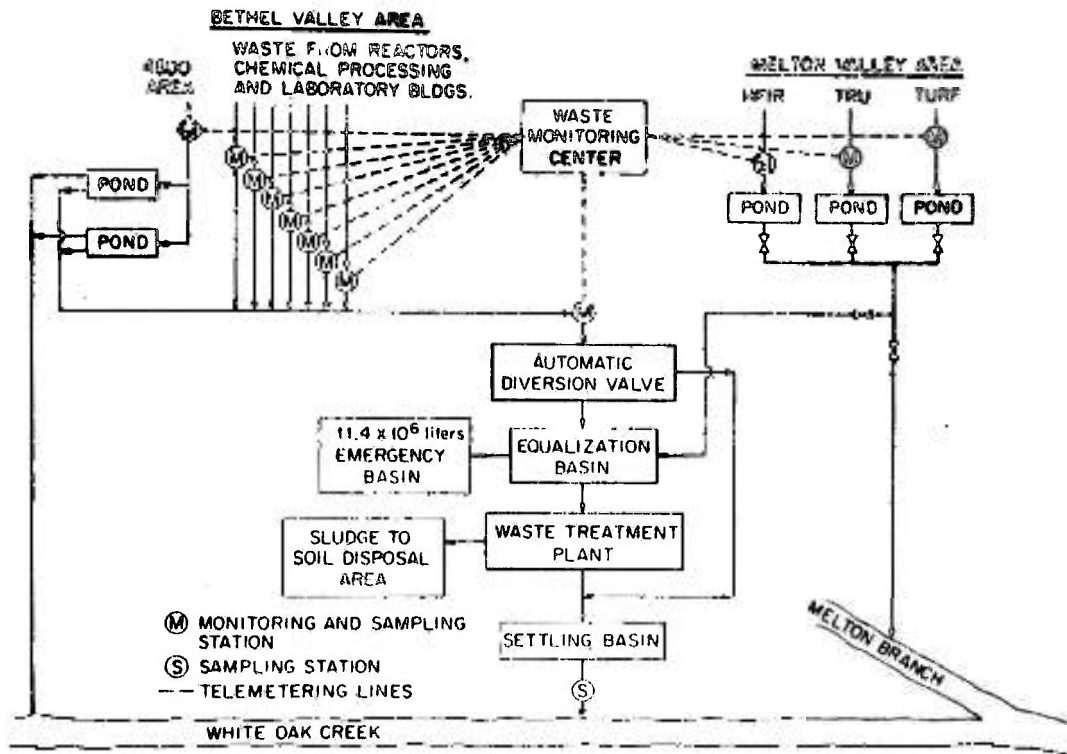 BETHEL VALLEY AREA
WASTE FROM REACTORS,
CHEMICAL PROCESSING
AND LABORATORY BLDGS.
AREA
WASTE
MONITORING
CENTER
MELTON VALLEY AREA
HFIR TRU TURF
M
M
M
M
M
M
M
M
M
POND
POND
POND
POND
POND
AUTOMATIC
DIVERSION VALVE
11.4 x 10⁶ liters
EMERGENCY
BASIN
EQUALIZATION
BASIN
SLUDGE TO
SOIL DISPOSAL
AREA
WASTE TREATMENT
PLANT
SETTLING BASIN
S
M MONITORING AND SAMPLING
STATION
S SAMPLING STATION
--- TELEMETERING LINES
MELTON BRANCH
WHITE OAK CREEK